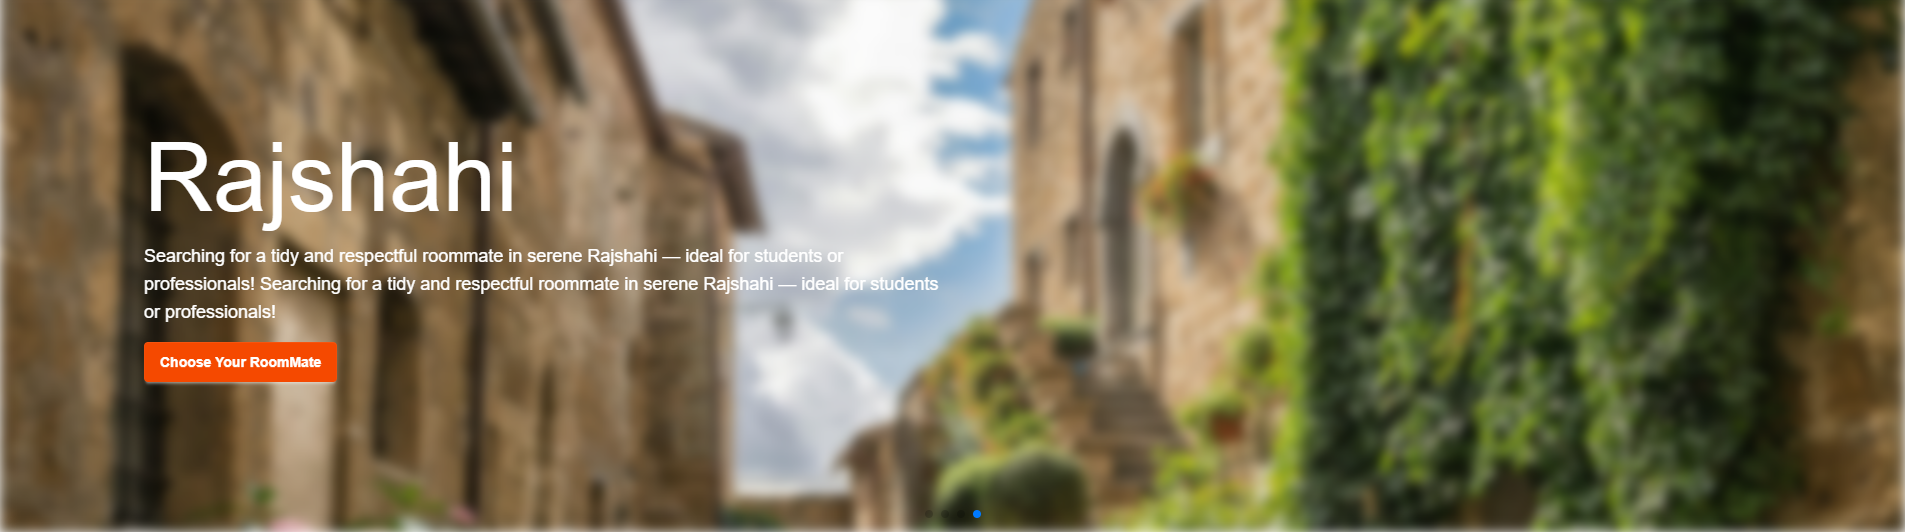 Rajshahi
Searching for a tidy and respectful roommate in serene Rajshahi — ideal for students or
professionals! Searching for a tidy and respectful roommate in serene Rajshahi — ideal for students
or professionals!
Choose Your RoomMate